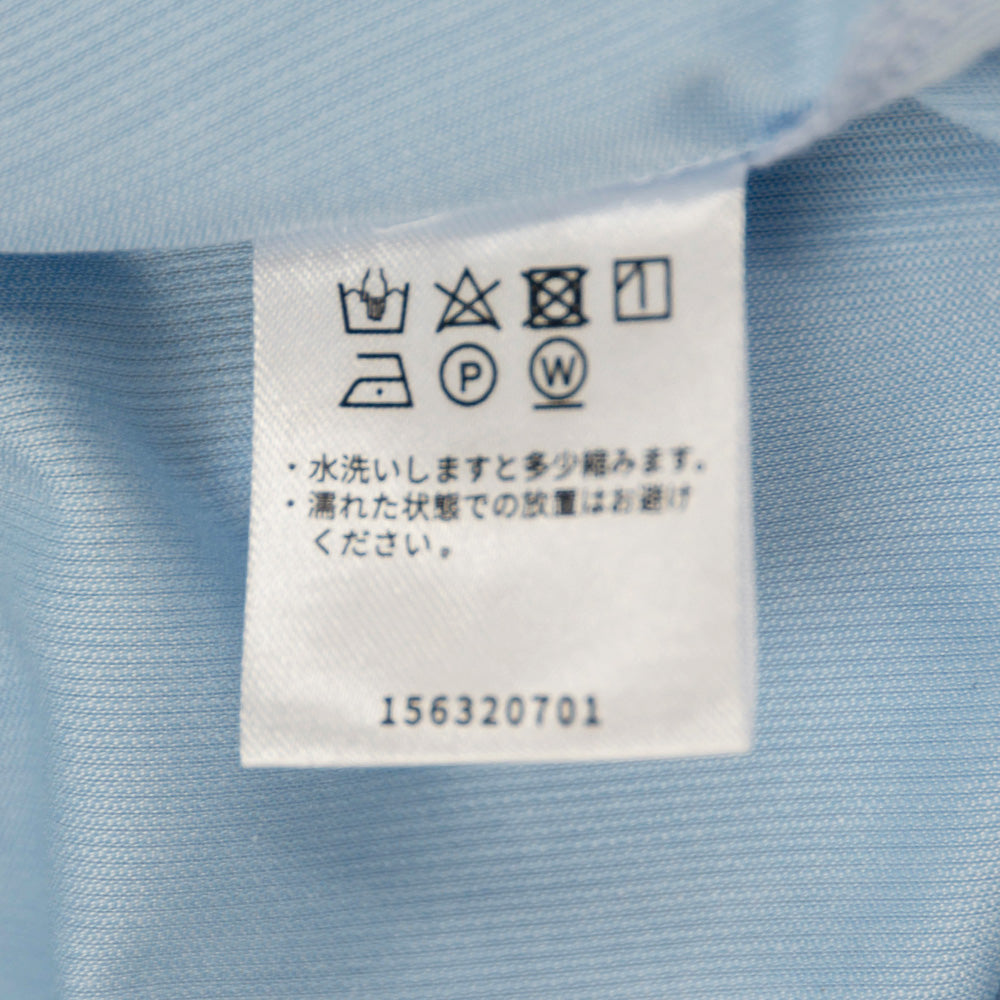 P W
・水洗いしますと多少縮みます。
・濡れた状態での放置はお避け
ください。
156320701